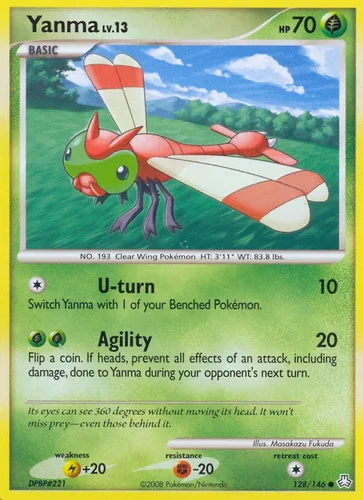 Yanma LV.13 HP 70
BASIC
NO. 193 Clear Wing Pokémon HT: 3'11" WT: 83.8 lbs.
U-turn 10
Switch Yanma with 1 of your Benched Pokémon.
Agility 20
Flip a coin. If heads, prevent all effects of an attack, including
damage, done to Yanma during your opponent's next turn.
Its eyes can see 360 degrees without moving its head. It won't
miss prey—even those behind it.
Illus. Masakazu Fukuda
weakness resistance retreat cost
+20 -20
DPBP#221 ©2008 Pokémon/Nintendo 128/146